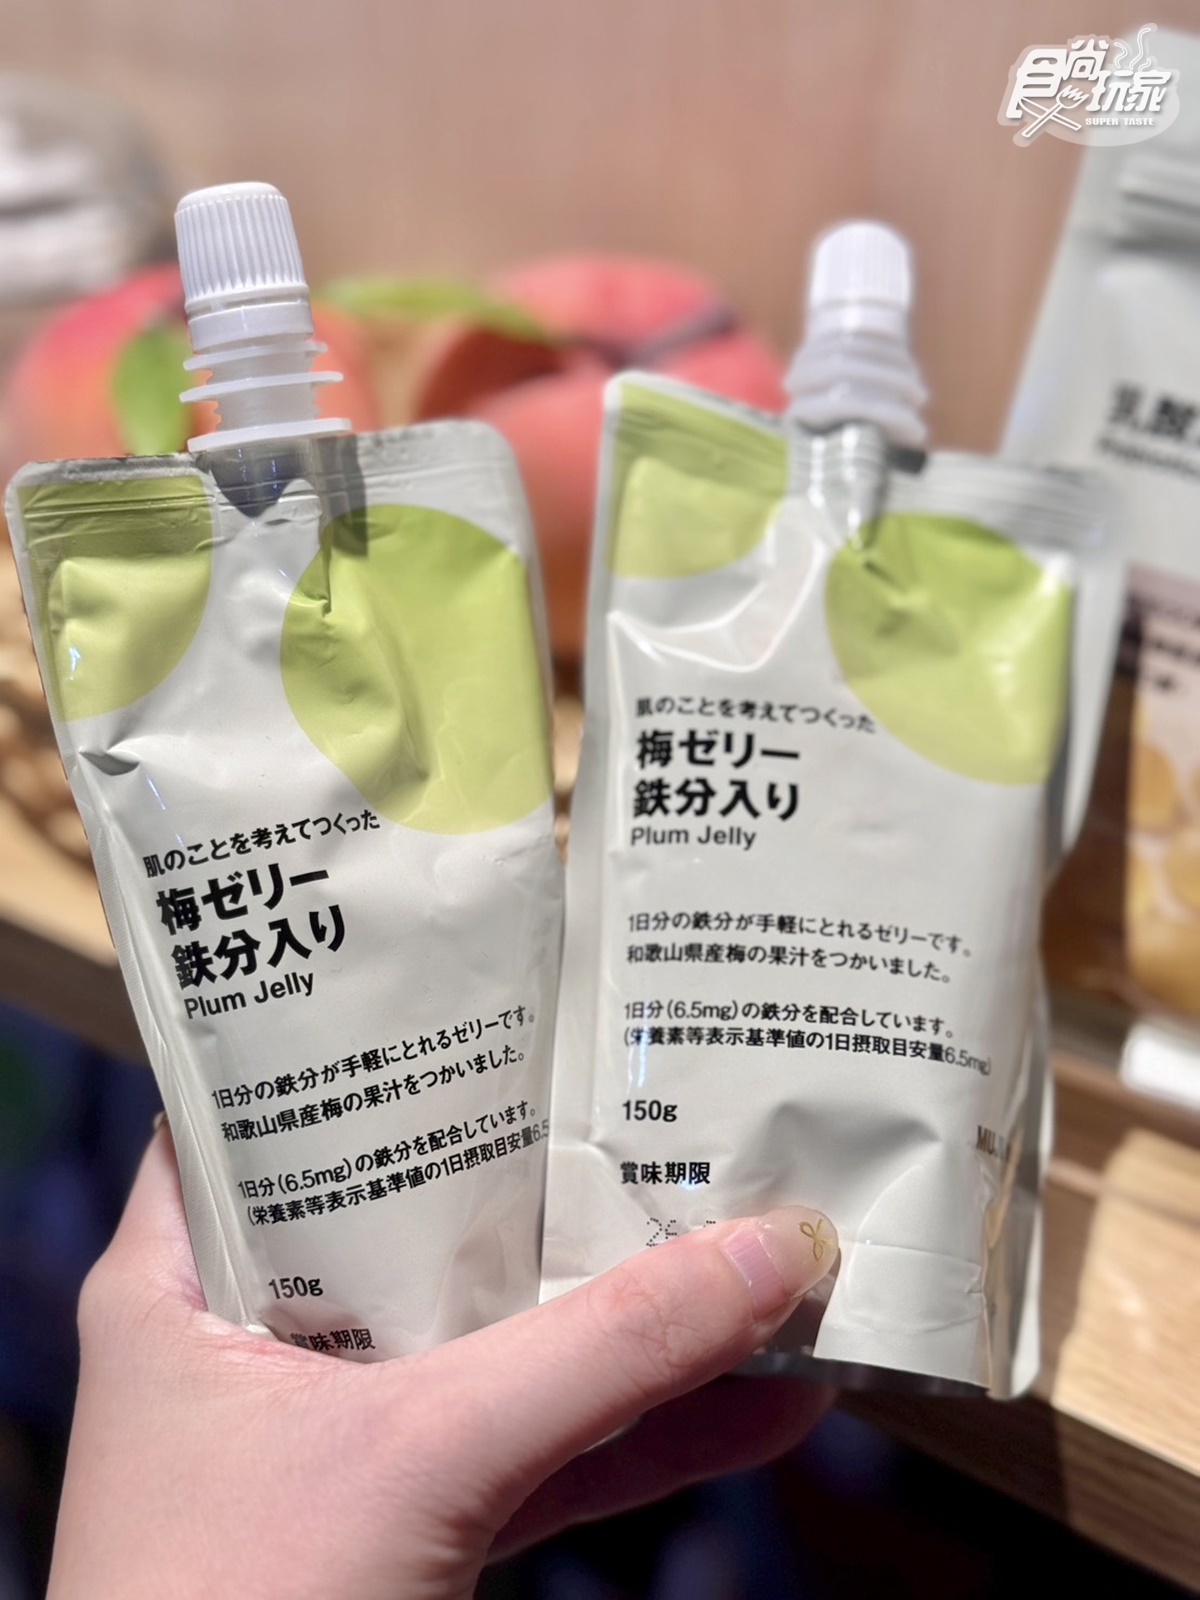 食尚玩家
SUPER TASTE
肌のことを考えてつくった
梅ゼリー
鉄分入り
Plum Jelly
1日分の鉄分が手軽にとれるゼリーです。
和歌山県産梅の果汁をつかいました。
1日分(6.5mg)の鉄分を配合しています。
(栄養素等表示基準値の1日摂取目安量6.5
150g
賞味期限
肌のことを考えてつくった
梅ゼリー
鉄分入り
Plum Jelly
1日分の鉄分が手軽にとれるゼリーです。
和歌山県産梅の果汁をつかいました。
1日分(6.5mg)の鉄分を配合しています。
(栄養素等表示基準値の1日摂取目安量6.5mg)
150g
賞味期限
乳酸